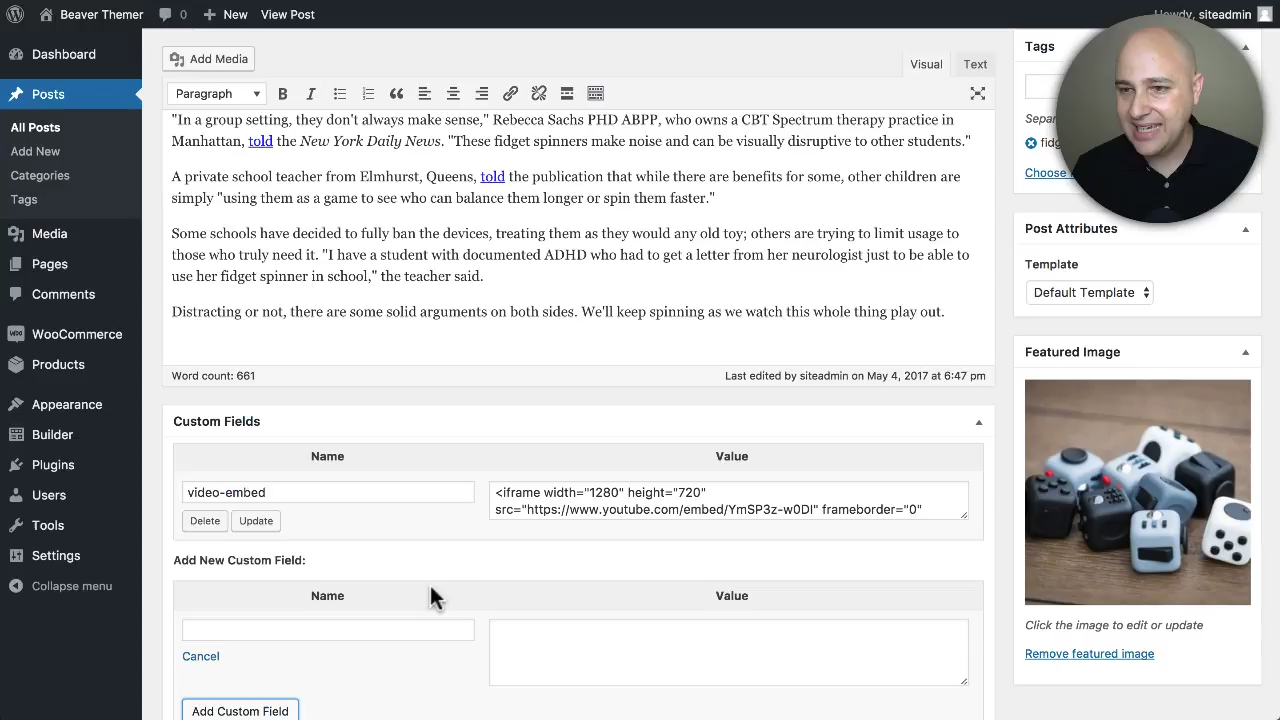 Beaver Themer
0
New
View Post
Howdy, siteadmin
Dashboard
Posts
All Posts
Add New
Categories
Tags
Media
Pages
Comments
WooCommerce
Products
Appearance
Builder
Plugins
Users
Tools
Settings
Collapse menu
Add Media
Visual
Text
Paragraph
"In a group setting, they don't always make sense," Rebecca Sachs PHD ABPP, who owns a CBT Spectrum therapy practice in
Manhattan, told the New York Daily News. "These fidget spinners make noise and can be visually disruptive to other students."
A private school teacher from Elmhurst, Queens, told the publication that while there are benefits for some, other children are
simply "using them as a game to see who can balance them longer or spin them faster."
Some schools have decided to fully ban the devices, treating them as they would any old toy; others are trying to limit usage to
those who truly need it. "I have a student with documented ADHD who had to get a letter from her neurologist just to be able to
use her fidget spinner in school," the teacher said.
Distracting or not, there are some solid arguments on both sides. We'll keep spinning as we watch this whole thing play out.
Word count: 661
Last edited by siteadmin on May 4, 2017 at 6:47 pm
Custom Fields
Name
Value
video-embed
<iframe width="1280" height="720"
src="https://www.youtube.com/embed/YmSP3z-w0DI" frameborder="0"
Delete
Update
Add New Custom Field:
Name
Value
Cancel
Add Custom Field
Tags
Choose
Post Attributes
Template
Default Template
Featured Image
Click the image to edit or update
Remove featured image